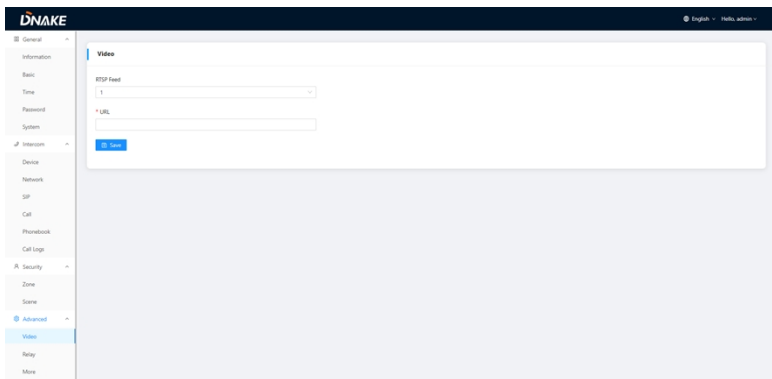 DNAKE
English Hello, admin
General
Information
Basic
Time
Password
System
Intercom
Device
Network
SIP
Call
Phonebook
Call Logs
Security
Zone
Scene
Advanced
Video
Relay
More
Video
RTSP Feed
1
* URL
Save